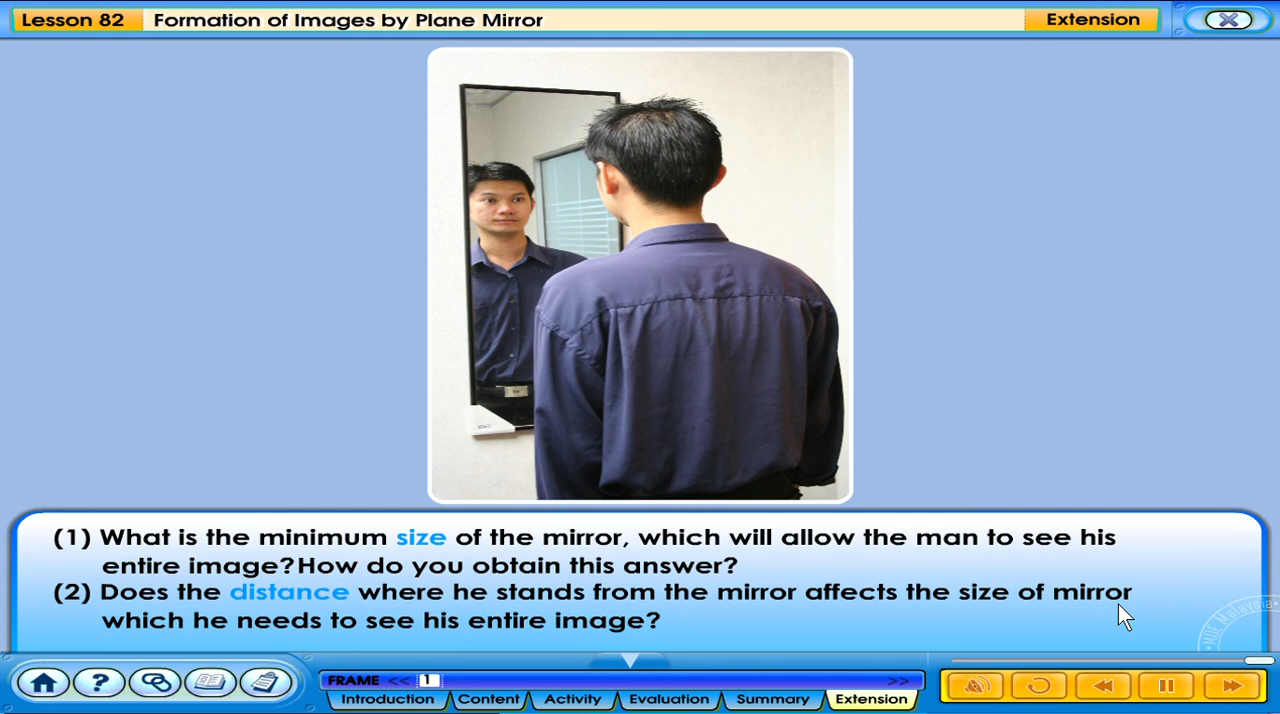 Lesson 82
Formation of Images by Plane Mirror
Extension
(1) What is the minimum size of the mirror, which will allow the man to see his
entire image?How do you obtain this answer?
(2) Does the distance where he stands from the mirror affects the size of mirror
which he needs to see his entire image?
MOE Malaysia
FRAME << 1 >>
Introduction
Content
Activity
Evaluation
Summary
Extension